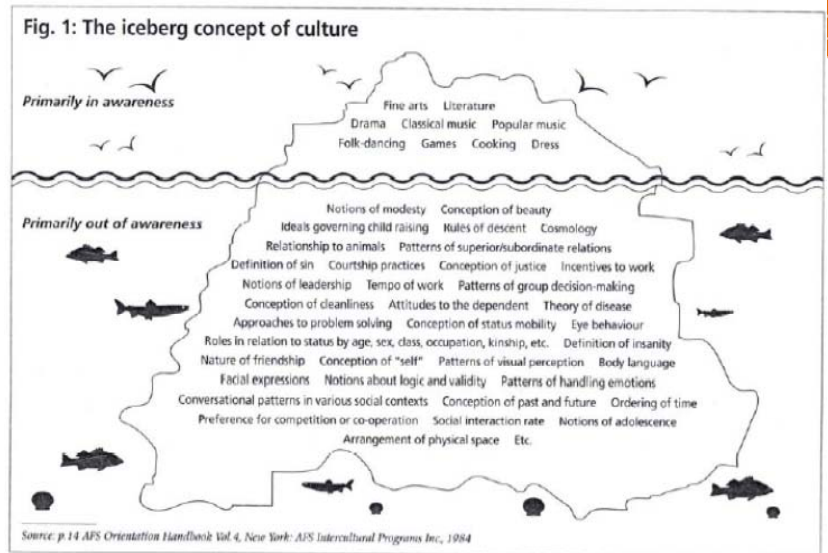 Fig. 1: The iceberg concept of culture
Primarily in awareness
Fine arts Literature
Drama Classical music Popular music
Folk-dancing Games Cooking Dress
Primarily out of awareness
Notions of modesty Conception of beauty
Ideals governing child raising Rules of descent Cosmology
Relationship to animals Patterns of superior/subordinate relations
Definition of sin Courtship practices Conception of justice Incentives to work
Notions of leadership Tempo of work Patterns of group decision-making
Conception of cleanliness Attitudes to the dependent Theory of disease
Approaches to problem solving Conception of status mobility Eye behaviour
Roles in relation to status by age, sex, class, occupation, kinship, etc. Definition of insanity
Nature of friendship Conception of "self" Patterns of visual perception Body language
Facial expressions Notions about logic and validity Patterns of handling emotions
Conversational patterns in various social contexts Conception of past and future Ordering of time
Preference for competition or co-operation Social interaction rate Notions of adolescence
Arrangement of physical space Etc.
Source: p.14 AFS Orientation Handbook Vol.4, New York: AFS Intercultural Programs Inc, 1984